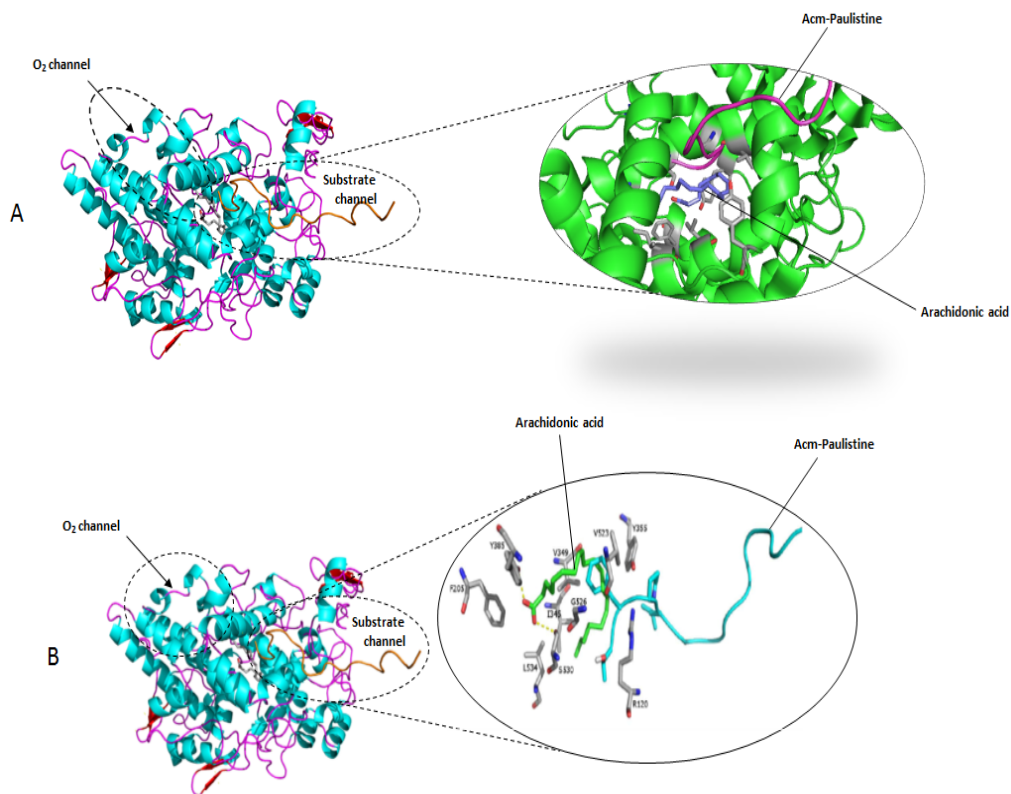 Acm-Paulistine
O₂ channel
Substrate
channel
A
Arachidonic acid
Arachidonic acid
Acm-Paulistine
O₂ channel
Y385
V349
V523
Y355
F205
G526
Substrate
channel
B
L534
S530
R120